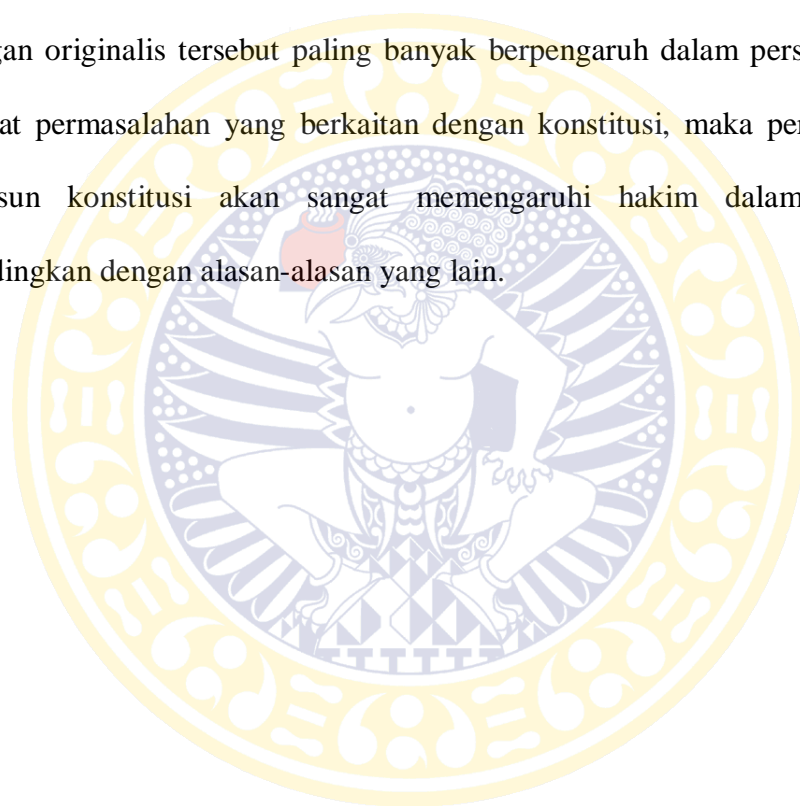 gan originalis tersebut paling banyak berpengaruh dalam pers
at permasalahan yang berkaitan dengan konstitusi, maka per
sun konstitusi akan sangat memengaruhi hakim dalam
lingkan dengan alasan-alasan yang lain.